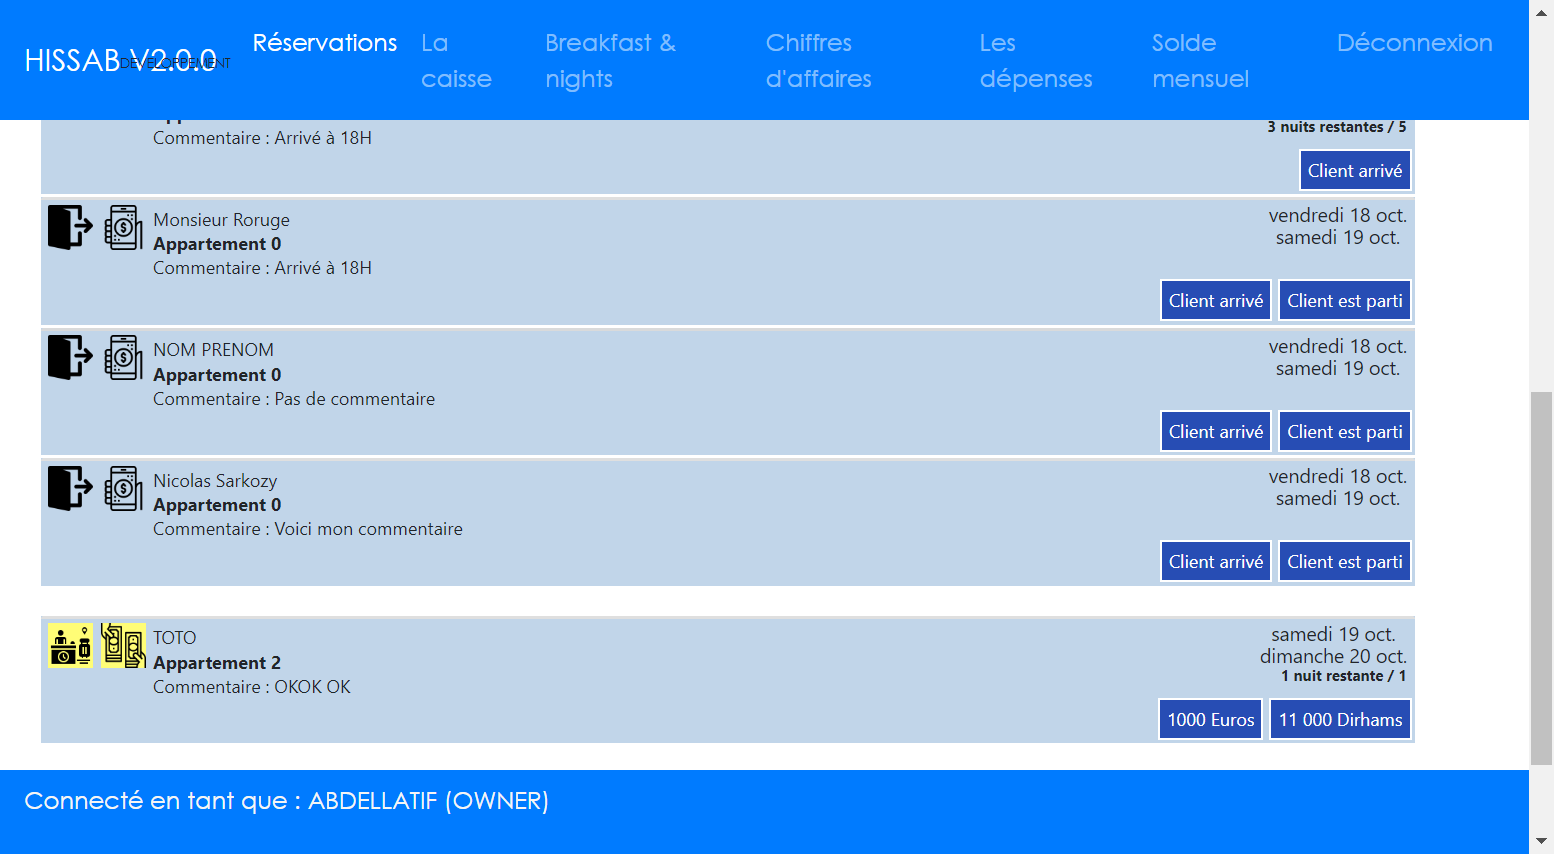 HISSAB V2.0.0
DEVELOPPEMENT
Réservations
La caisse
Breakfast & nights
Chiffres d'affaires
Les dépenses
Solde mensuel
Déconnexion
3 nuits restantes / 5
Commentaire : Arrivé à 18H
Client arrivé
Monsieur Roruge
vendredi 18 oct.
samedi 19 oct.
Appartement 0
Commentaire : Arrivé à 18H
Client arrivé
Client est parti
NOM PRENOM
vendredi 18 oct.
samedi 19 oct.
Appartement 0
Commentaire : Pas de commentaire
Client arrivé
Client est parti
Nicolas Sarkozy
vendredi 18 oct.
samedi 19 oct.
Appartement 0
Commentaire : Voici mon commentaire
Client arrivé
Client est parti
TOTO
samedi 19 oct.
dimanche 20 oct.
Appartement 2
1 nuit restante / 1
Commentaire : OKOK OK
1000 Euros
11 000 Dirhams
Connecté en tant que : ABDELLATIF (OWNER)